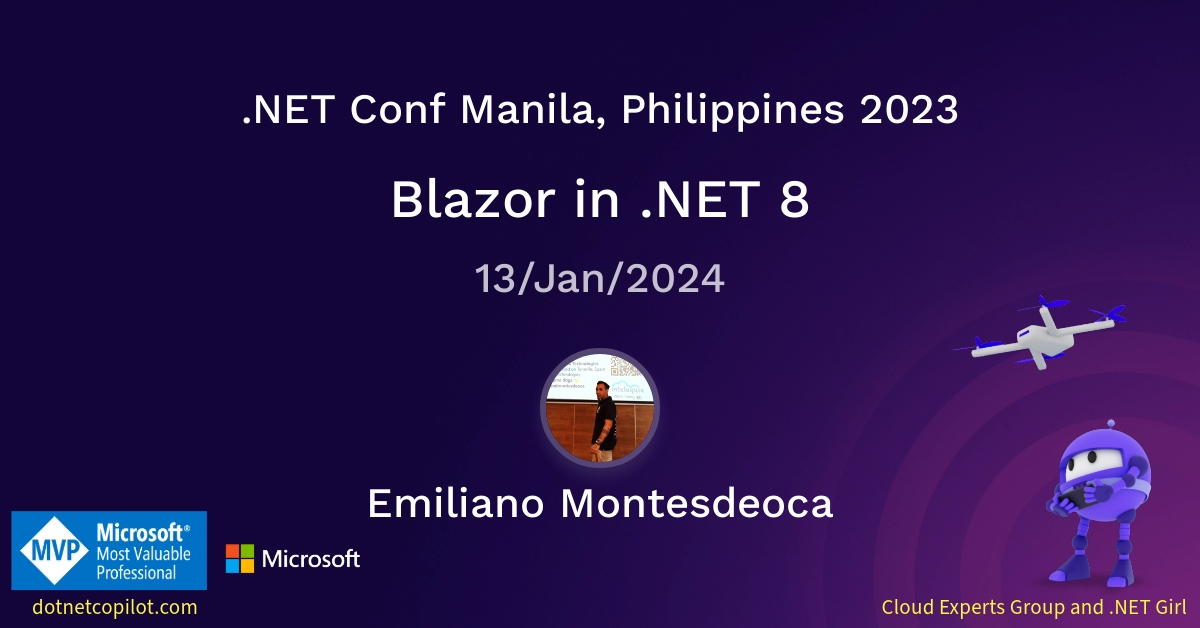 .NET Conf Manila, Philippines 2023
Blazor in .NET 8
13/Jan/2024
Emiliano Montesdeoca
MVP
Microsoft®
Most Valuable
Professional
Microsoft
dotnetcopilot.com
Cloud Experts Group and .NET Girl